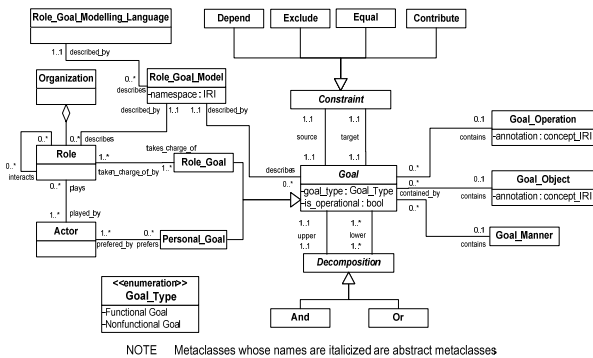 Role_Goal_Modelling_Language
Depend
Exclude
Equal
Contribute
1..1
described_by
0..*
describes
Organization
Role_Goal_Model
namespace : IRI
described_by
1..1
1..1
described_by
Constraint
1..1
1..1
source
target
1..1
1..1
0..1
contains
Goal_Operation
annotation : concept_IRI
0..*
0..*
describes
taken_charge_of
Role
1..*
taken_charge_of_by
Role_Goal
0..*
interacts
0..*
plays
describes
0..*
Goal
goal_type : Goal_Type
is_operational : bool
0..*
0..*
contained_by
0..*
0..1
contains
Goal_Object
annotation : concept_IRI
0..1
contains
Goal_Manner
1..*
played_by
Actor
1..*
0..*
prefered_by
prefers
Personal_Goal
1..1
1..*
upper
lower
1..1
1..*
Decomposition
<<enumeration>>
Goal_Type
Functional Goal
Nonfunctional Goal
And
Or
NOTE Metaclasses whose names are italicized are abstract metaclasses